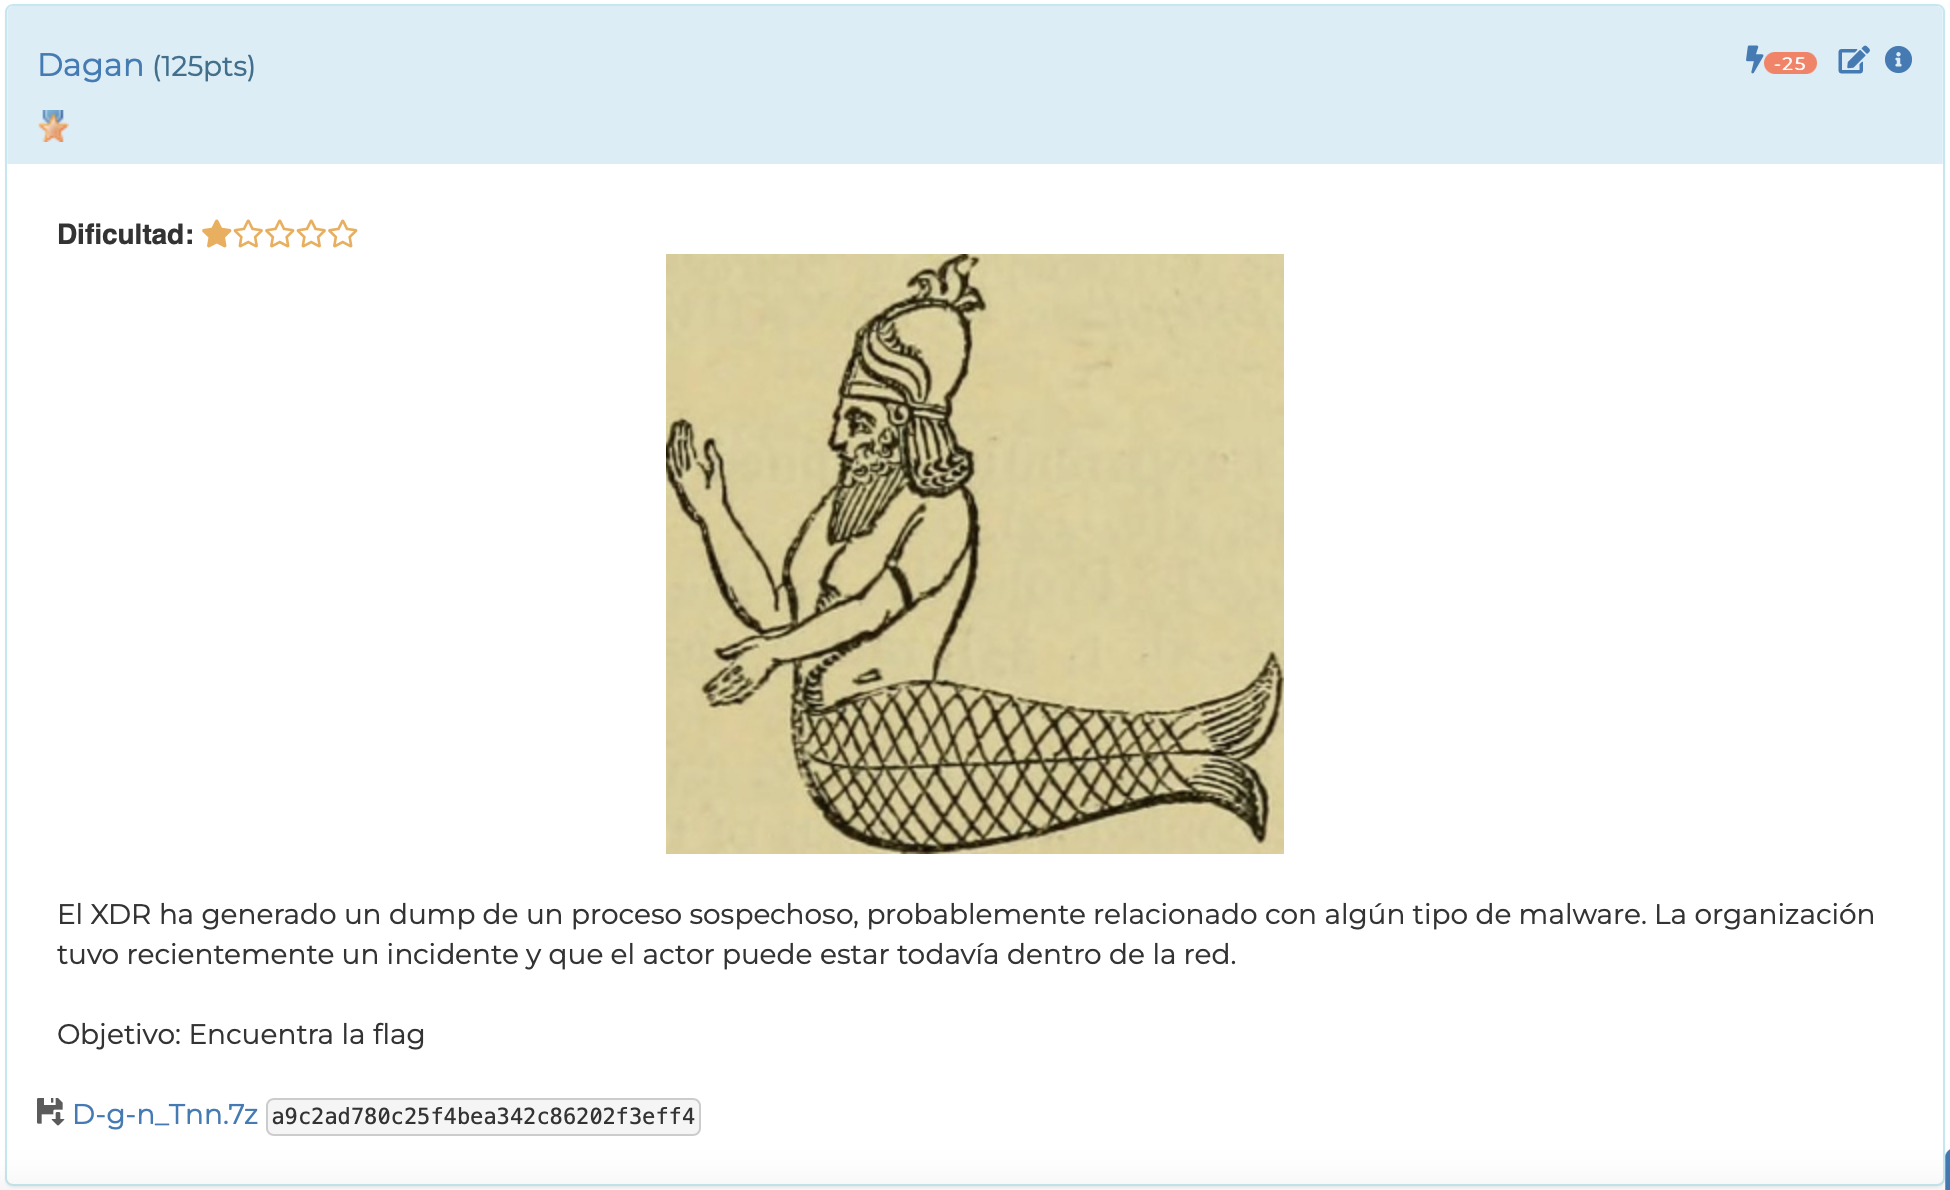 Dagan (125pts)
-25
Dificultad:
El XDR ha generado un dump de un proceso sospechoso, probablemente relacionado con algún tipo de malware. La organización
tuvo recientemente un incidente y que el actor puede estar todavía dentro de la red.
Objetivo: Encuentra la flag
D-g-n_Tnn.7z a9c2ad780c25f4bea342c86202f3eff4